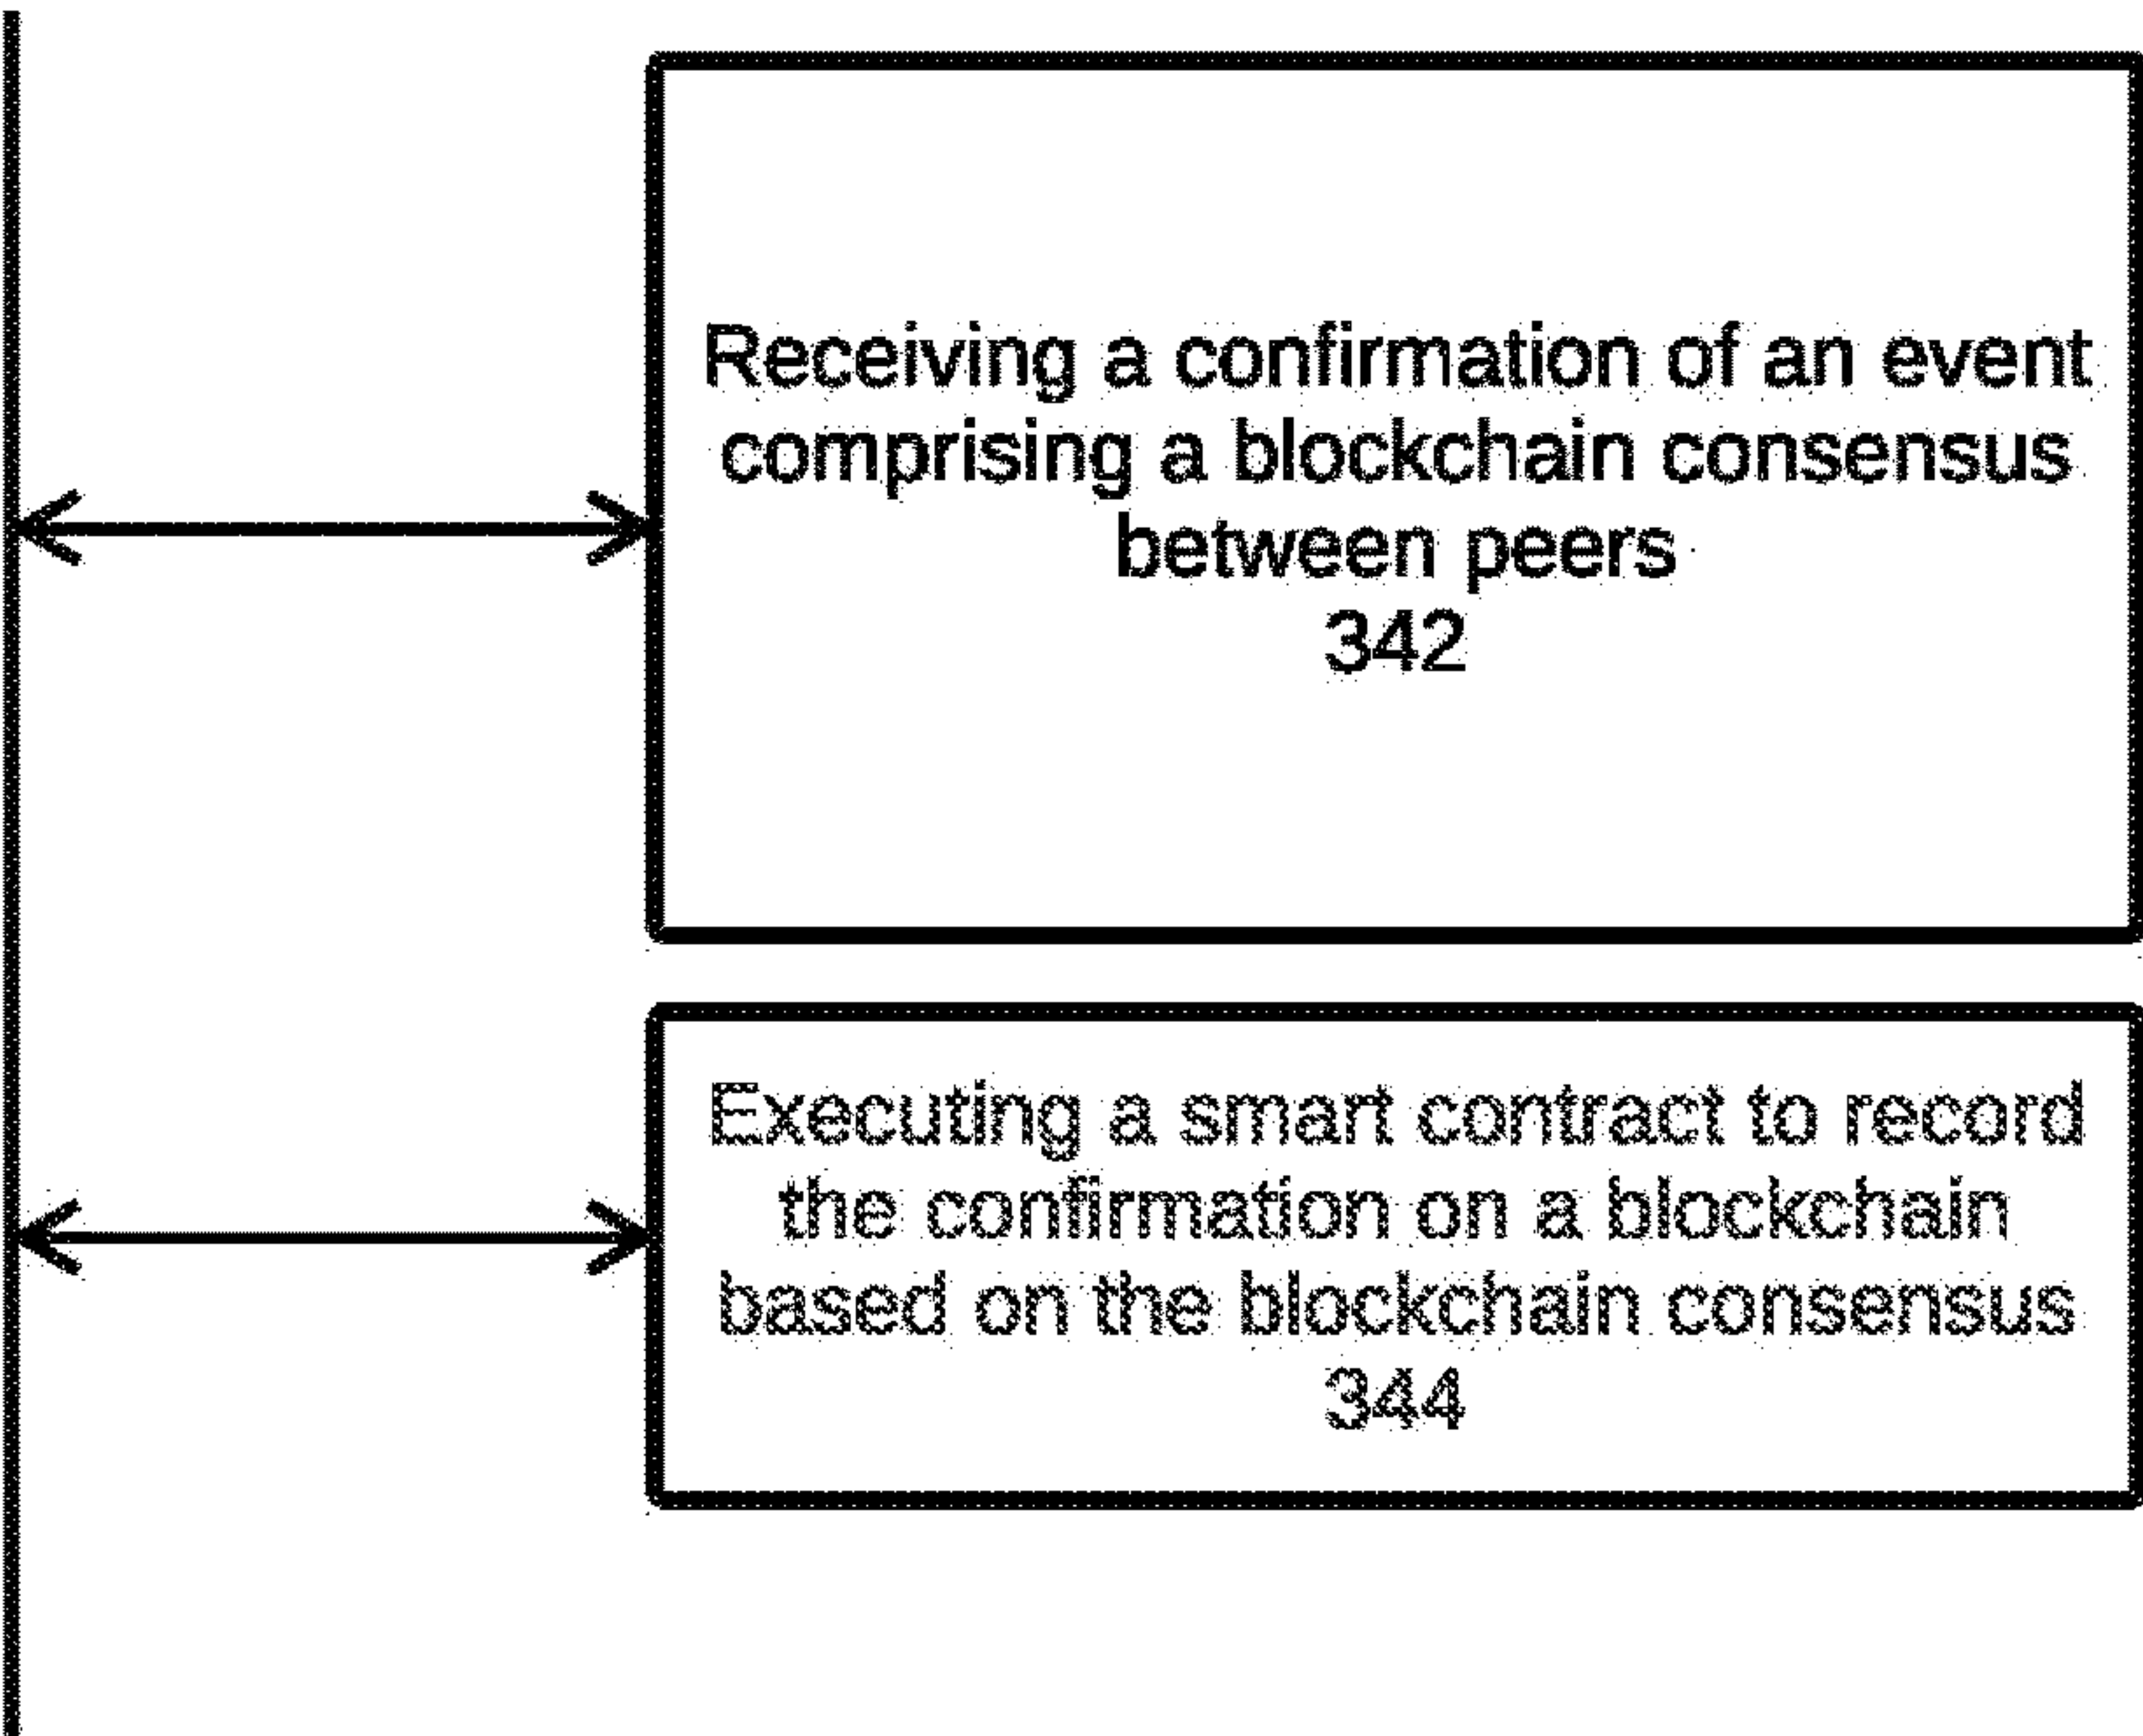 Receiving a confirmation of an event
comprising a blockchain consensus
between peers
342
Executing a smart contract to record
the confirmation on a blockchain
based on the blockchain consensus
344